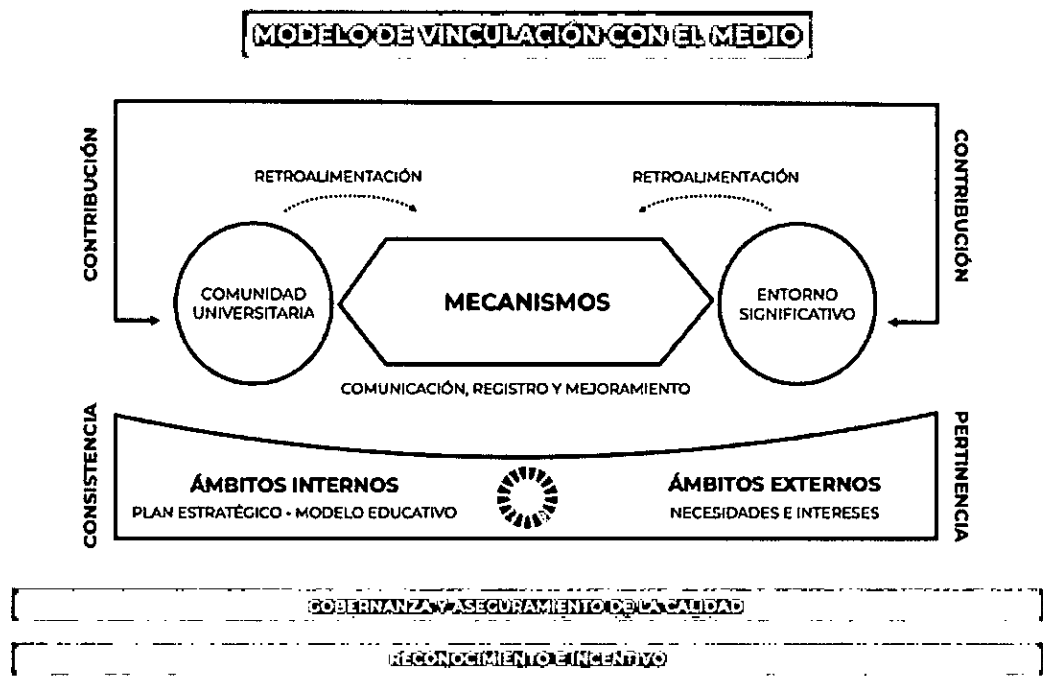 MODELO DE VINCULACIÓN CON EL MEDIO
CONTRIBUCIÓN
CONTRIBUCIÓN
RETROALIMENTACIÓN
RETROALIMENTACIÓN
COMUNIDAD
UNIVERSITARIA
MECANISMOS
ENTORNO
SIGNIFICATIVO
COMUNICACIÓN, REGISTRO Y MEJORAMIENTO
CONSISTENCIA
PERTINENCIA
ÁMBITOS INTERNOS
PLAN ESTRATÉGICO - MODELO EDUCATIVO
ÁMBITOS EXTERNOS
NECESIDADES E INTERESES
GOBERNANZA Y ASEGURAMIENTO DE LA CALIDAD
RECONOCIMIENTO E INCENTIVO